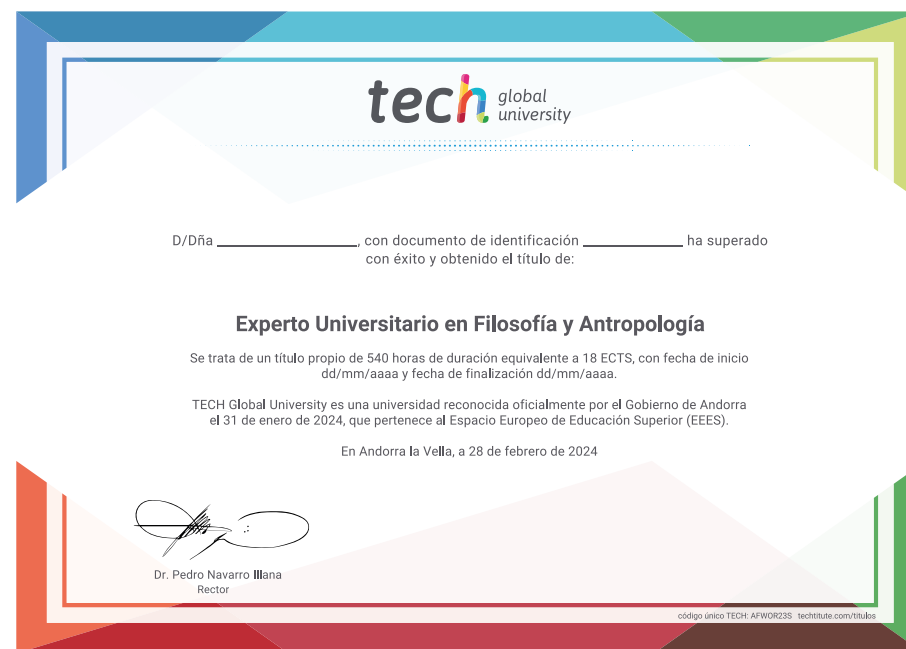 tech global
university
D/Dña ______________, con documento de identificación __________ ha superado
con éxito y obtenido el título de:
Experto Universitario en Filosofía y Antropología
Se trata de un título propio de 540 horas de duración equivalente a 18 ECTS, con fecha de inicio
dd/mm/aaaa y fecha de finalización dd/mm/aaaa.
TECH Global University es una universidad reconocida oficialmente por el Gobierno de Andorra
el 31 de enero de 2024, que pertenece al Espacio Europeo de Educación Superior (EEES).
En Andorra la Vella, a 28 de febrero de 2024
Dr. Pedro Navarro Illana
Rector
código único TECH: AFWOR23S techtitute.com/titulos